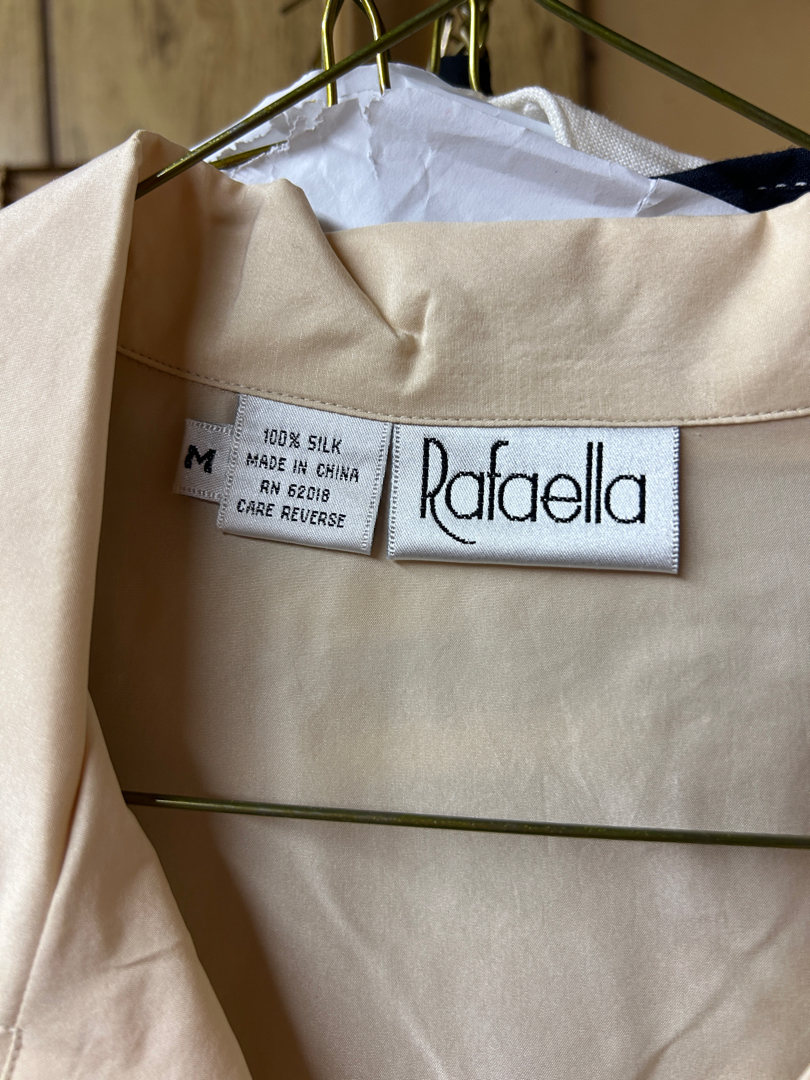 M
100% SILK
MADE IN CHINA
RN 62018
CARE REVERSE
Rafaella